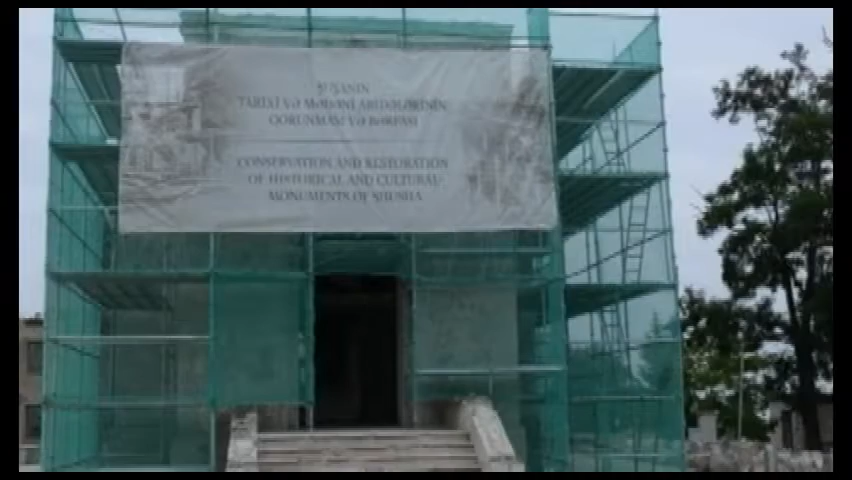 ŞUŞANIN
TARİXİ VƏ MƏDƏNİ ABİDƏLƏRİNİN
QORUNMASI VƏ BƏRPASI
CONSERVATION AND RESTORATION
OF HISTORICAL AND CULTURAL
MONUMENTS OF SHUSHA